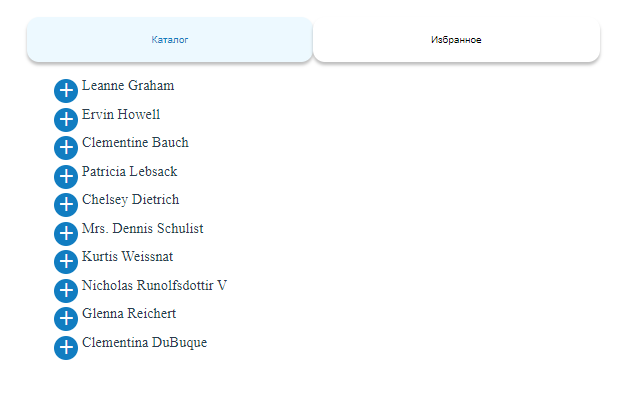 Каталог Избранное
Leanne Graham
Ervin Howell
Clementine Bauch
Patricia Lebsack
Chelsey Dietrich
Mrs. Dennis Schulist
Kurtis Weissnat
Nicholas Runolfsdottir V
Glenna Reichert
Clementina DuBuque